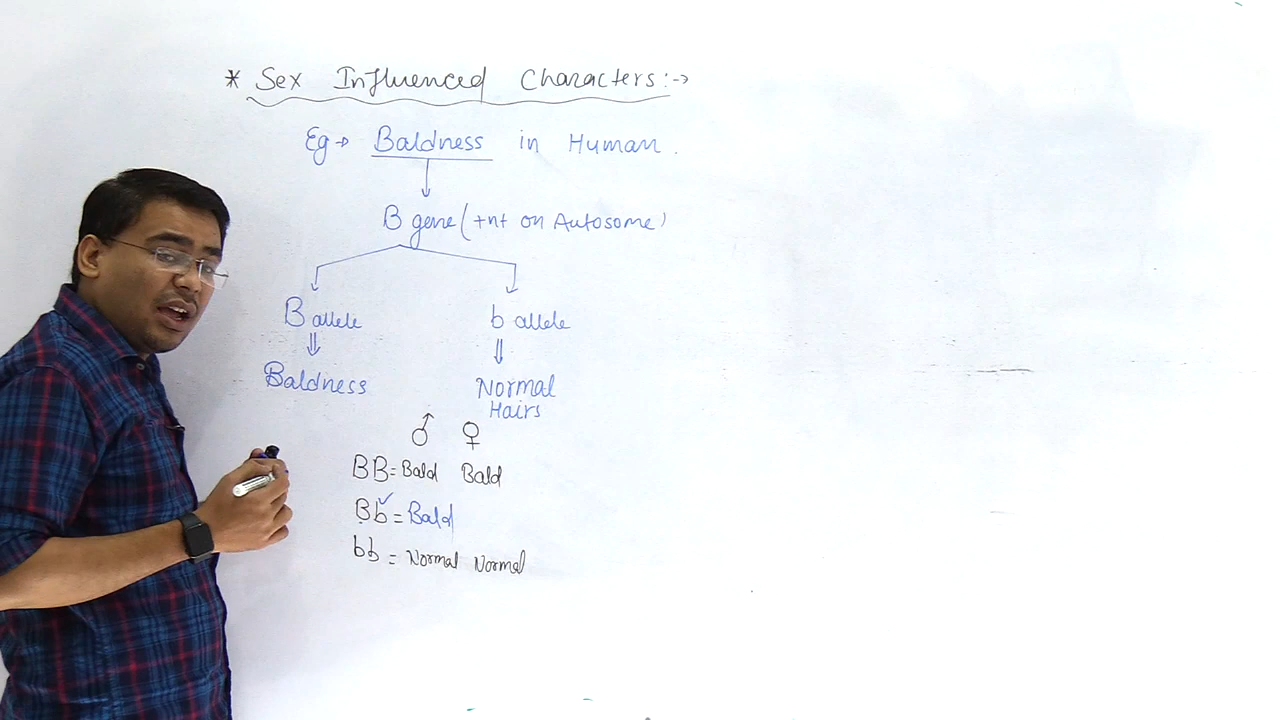 * Sex Influenced Characters:→
Eg→ Baldness in Human.
B gene (+nt on Autosome)
B allele b allele
⇓ ⇓
Baldness Normal Hairs
♂ ♀
BB = Bald Bald
Bb = Bald
bb = Normal Normal